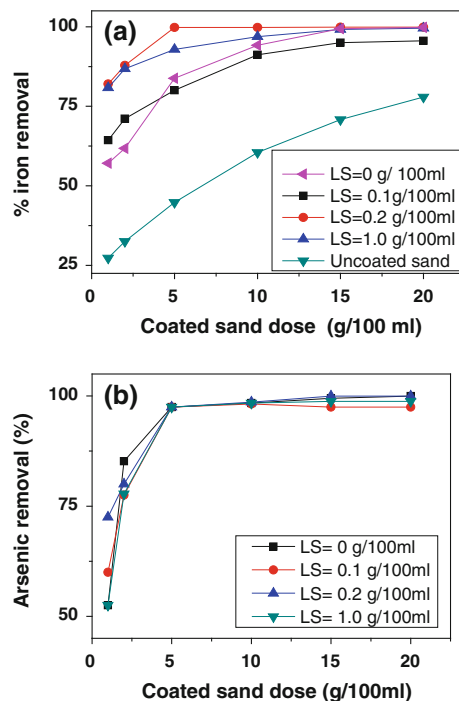 (a)
% iron removal
100
75
50
25
LS=0 g/ 100ml
LS= 0.1g/100ml
LS=0.2 g/100ml
LS=1.0 g/100ml
Uncoated sand
0 5 10 15 20
Coated sand dose (g/100 ml)
(b)
Arsenic removal (%)
100
75
50
LS= 0 g/100ml
LS= 0.1 g/100ml
LS= 0.2 g/100ml
LS= 1.0 g/100ml
0 5 10 15 20
Coated sand dose (g/100ml)